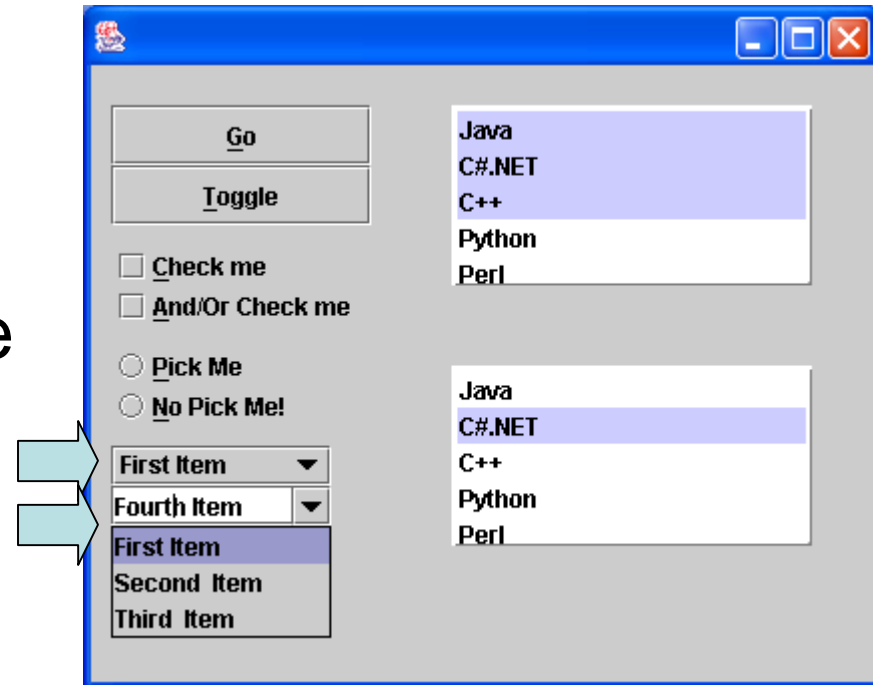 Go
Toggle
Check me
And/Or Check me
Pick Me
No Pick Me!
First Item
Fourth Item
First Item
Second Item
Third Item
Java
C#.NET
C++
Python
Perl
Java
C#.NET
C++
Python
Perl
e